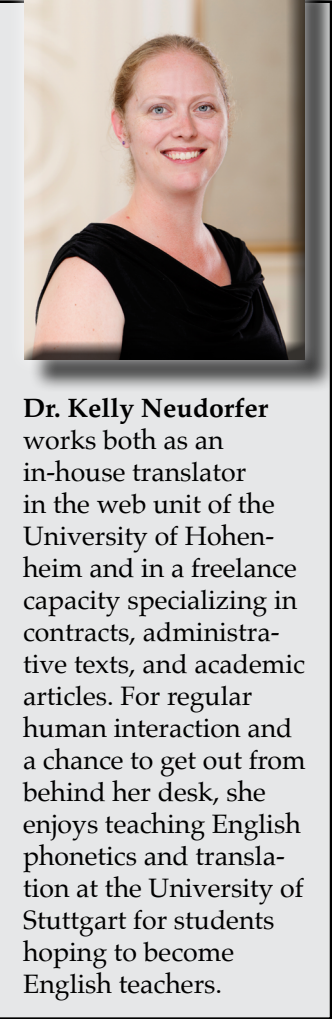 Dr. Kelly Neudorfer
works both as an
in-house translator
in the web unit of the
University of Hohen-
heim and in a freelance
capacity specializing in
contracts, administra-
tive texts, and academic
articles. For regular
human interaction and
a chance to get out from
behind her desk, she
enjoys teaching English
phonetics and transla-
tion at the University of
Stuttgart for students
hoping to become
English teachers.